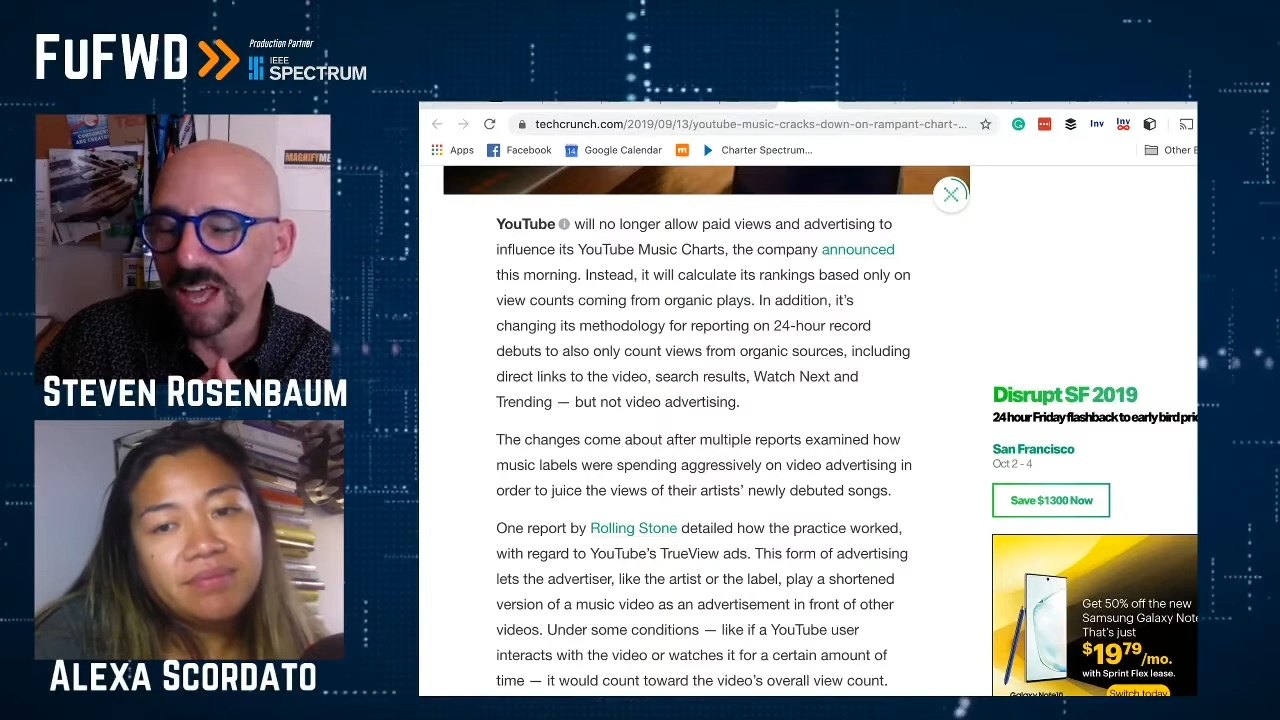 FUFWD
Production Partner
IEEE
SPECTRUM
MAGNIFYME
STEVEN ROSENBAUM
ALEXA SCORDATO
techcrunch.com/2019/09/13/youtube-music-cracks-down-on-rampant-chart-...
Inv
Inv
Apps
Facebook
14
Google Calendar
m
Charter Spectrum...
Other
YouTube will no longer allow paid views and advertising to
influence its YouTube Music Charts, the company announced
this morning. Instead, it will calculate its rankings based only on
view counts coming from organic plays. In addition, it's
changing its methodology for reporting on 24-hour record
debuts to also only count views from organic sources, including
direct links to the video, search results, Watch Next and
Trending — but not video advertising.
The changes come about after multiple reports examined how
music labels were spending aggressively on video advertising in
order to juice the views of their artists' newly debuted songs.
One report by Rolling Stone detailed how the practice worked,
with regard to YouTube's TrueView ads. This form of advertising
lets the advertiser, like the artist or the label, play a shortened
version of a music video as an advertisement in front of other
videos. Under some conditions — like if a YouTube user
interacts with the video or watches it for a certain amount of
time — it would count toward the video's overall view count.
Disrupt SF 2019
24 hour Friday flashback to early bird pric
San Francisco
Oct 2 - 4
Save $1300 Now
Get 50% off the new
Samsung Galaxy Note
That's just
$19.79/mo.
with Sprint Flex lease.
Galaxy Note10
Switch today